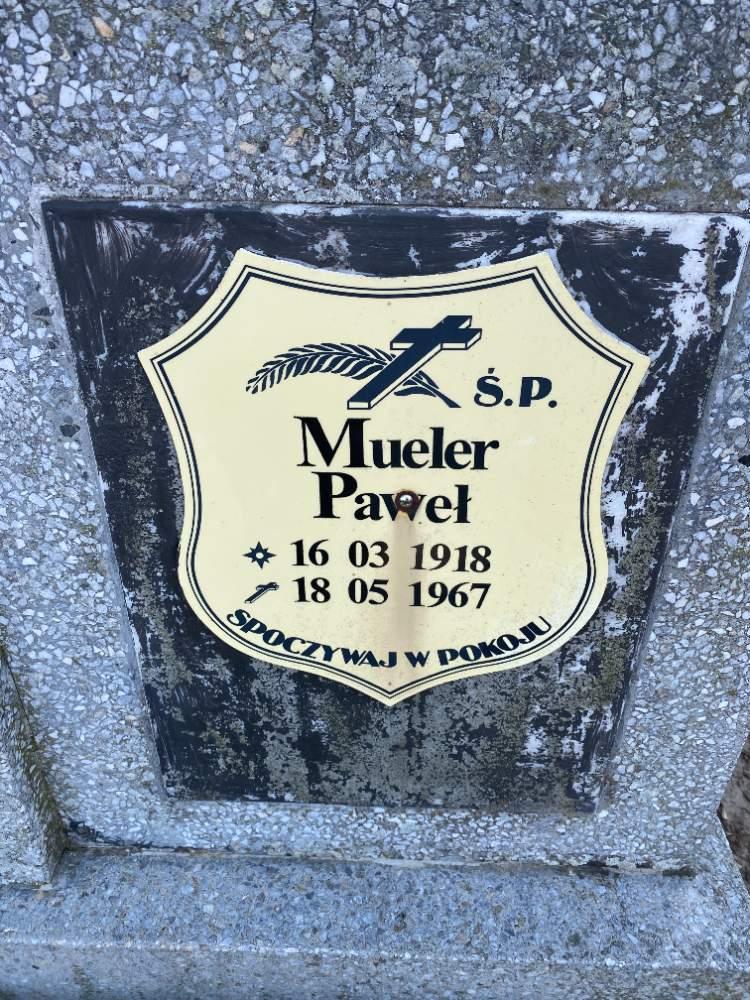 Ś.P.
Mueler
Paweł
16 03 1918
18 05 1967
SPOCZYWAJ W POKOJU